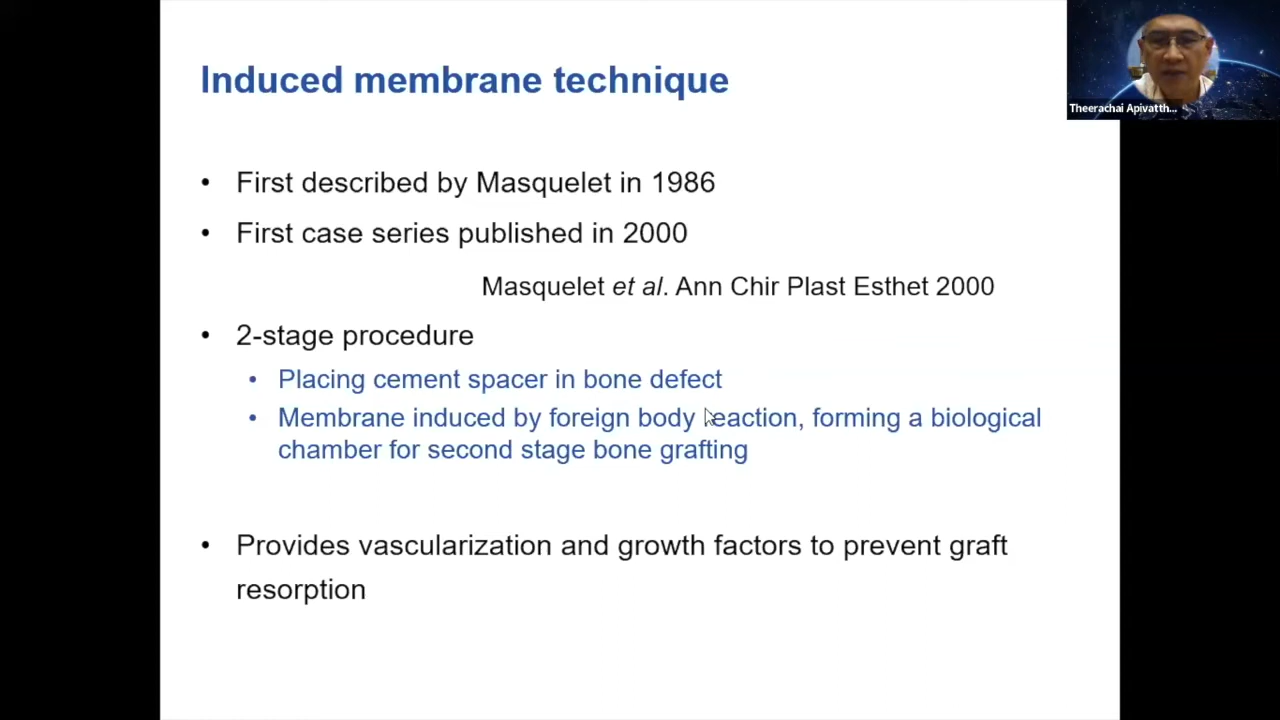 Induced membrane technique
Theerachai Apivatth...
• First described by Masquelet in 1986
• First case series published in 2000
Masquelet et al. Ann Chir Plast Esthet 2000
• 2-stage procedure
• Placing cement spacer in bone defect
• Membrane induced by foreign body reaction, forming a biological
chamber for second stage bone grafting
• Provides vascularization and growth factors to prevent graft
resorption